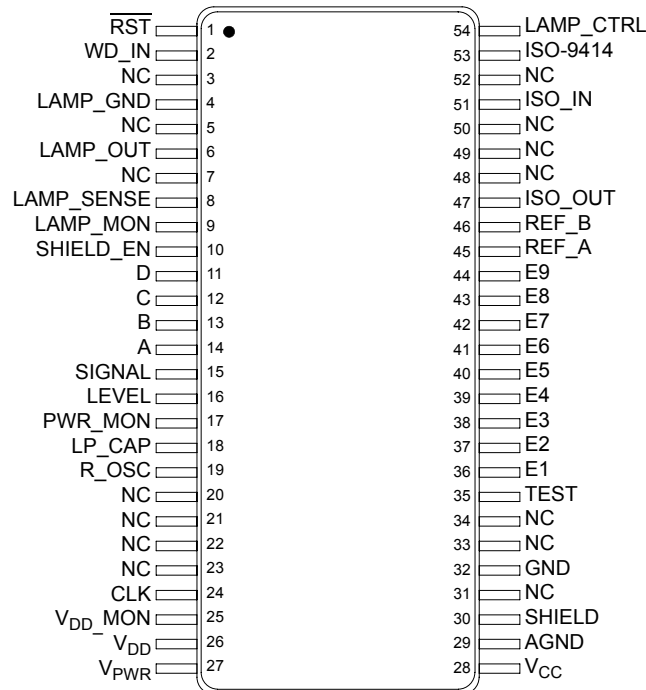 RST 1 54 LAMP_CTRL
WD_IN 2 53 ISO-9414
NC 3 52 NC
LAMP_GND 4 51 ISO_IN
NC 5 50 NC
LAMP_OUT 6 49 NC
NC 7 48 NC
LAMP_SENSE 8 47 ISO_OUT
LAMP_MON 9 46 REF_B
SHIELD_EN 10 45 REF_A
D 11 44 E9
C 12 43 E8
B 13 42 E7
A 14 41 E6
SIGNAL 15 40 E5
LEVEL 16 39 E4
PWR_MON 17 38 E3
LP_CAP 18 37 E2
R_OSC 19 36 E1
NC 20 35 TEST
NC 21 34 NC
NC 22 33 NC
NC 23 32 GND
CLK 24 31 NC
VDD_MON 25 30 SHIELD
VDD 26 29 AGND
VPWR 27 28 VCC